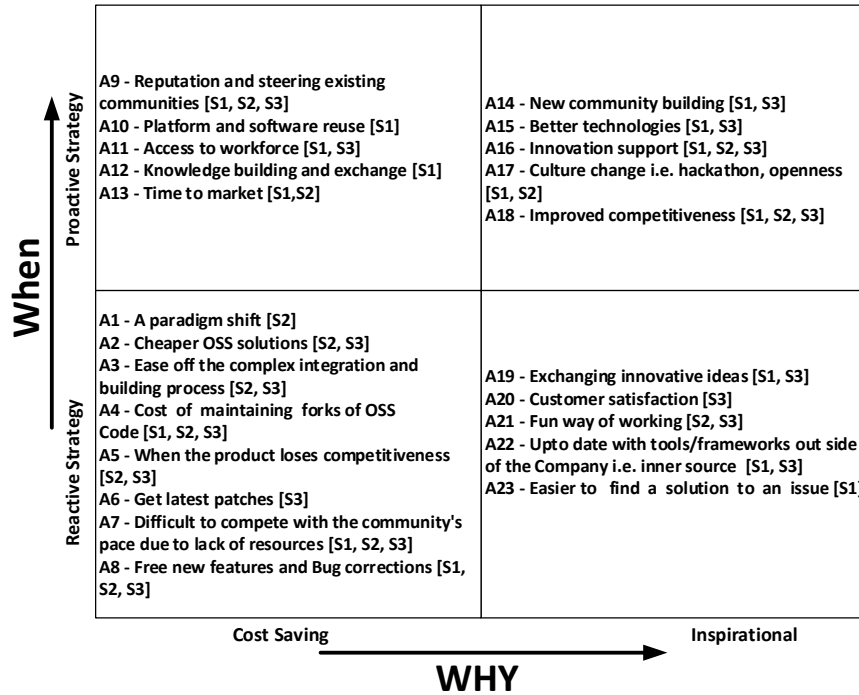 When
Proactive Strategy
Reactive Strategy
A9 - Reputation and steering existing
communities [S1, S2, S3]
A10 - Platform and software reuse [S1]
A11 - Access to workforce [S1, S3]
A12 - Knowledge building and exchange [S1]
A13 - Time to market [S1,S2]
A14 - New community building [S1, S3]
A15 - Better technologies [S1, S3]
A16 - Innovation support [S1, S2, S3]
A17 - Culture change i.e. hackathon, openness
[S1, S2]
A18 - Improved competitiveness [S1, S2, S3]
A1 - A paradigm shift [S2]
A2 - Cheaper OSS solutions [S2, S3]
A3 - Ease off the complex integration and
building process [S2, S3]
A4 - Cost of maintaining forks of OSS
Code [S1, S2, S3]
A5 - When the product loses competitiveness
[S2, S3]
A6 - Get latest patches [S3]
A7 - Difficult to compete with the community's
pace due to lack of resources [S1, S2, S3]
A8 - Free new features and Bug corrections [S1,
S2, S3]
A19 - Exchanging innovative ideas [S1, S3]
A20 - Customer satisfaction [S3]
A21 - Fun way of working [S2, S3]
A22 - Upto date with tools/frameworks out side
of the Company i.e. inner source [S1, S3]
A23 - Easier to find a solution to an issue [S1]
Cost Saving
Inspirational
WHY